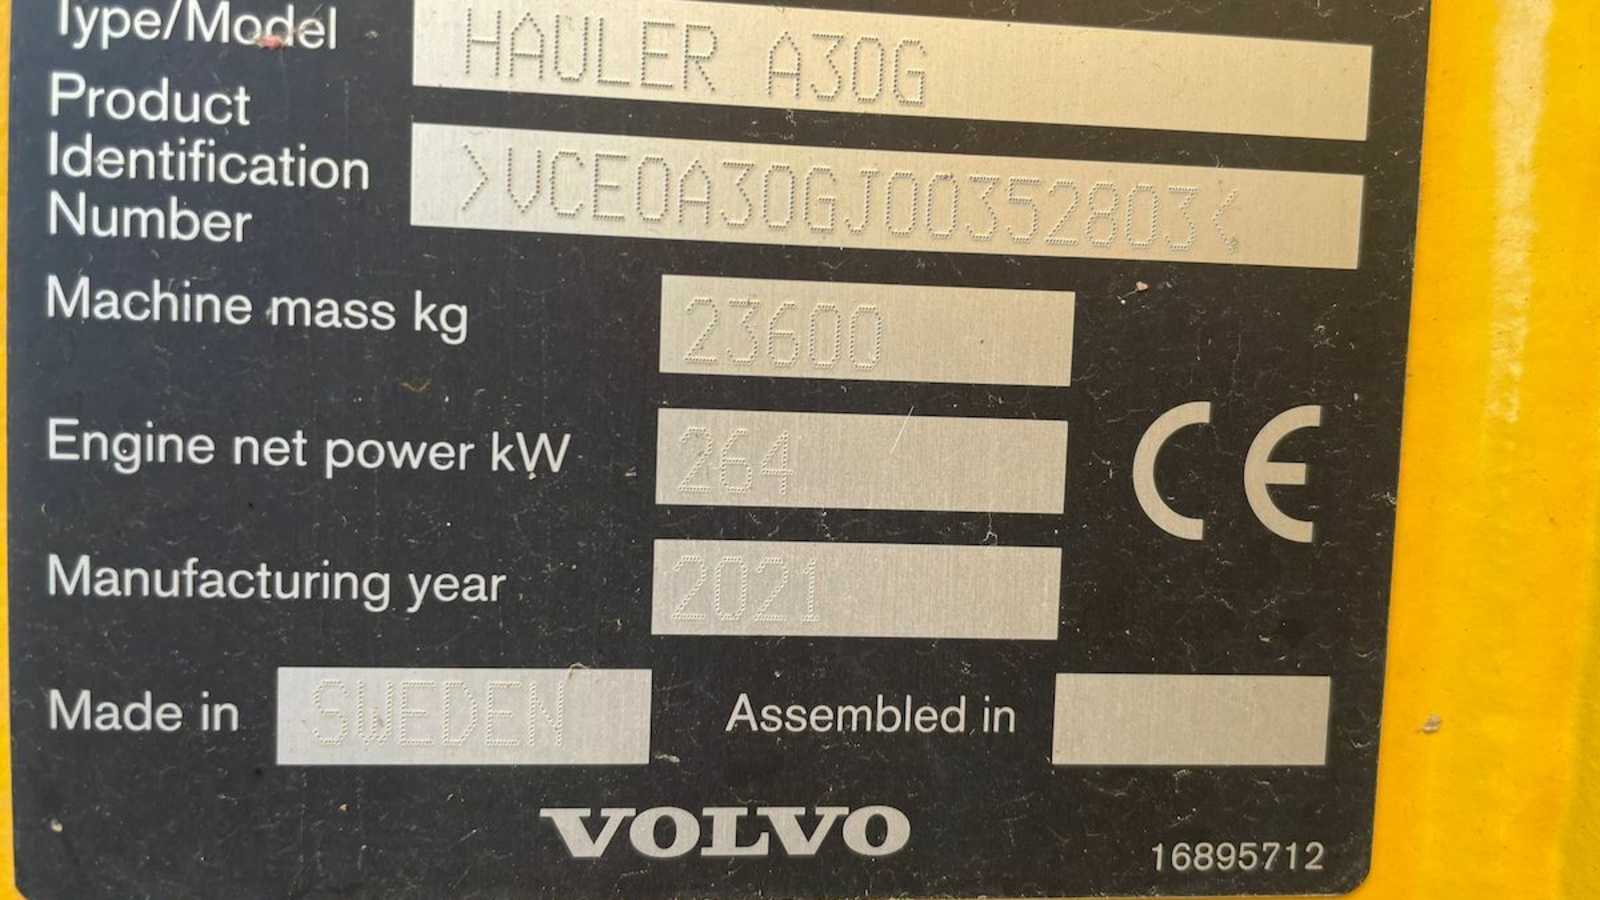 Type/Model HAULER A30G
Product
Identification >VCE0A30GJ00352803<
Number
Machine mass kg 23600
Engine net power kW 264
CE
Manufacturing year 2021
Made in SWEDEN Assembled in
VOLVO
16895712